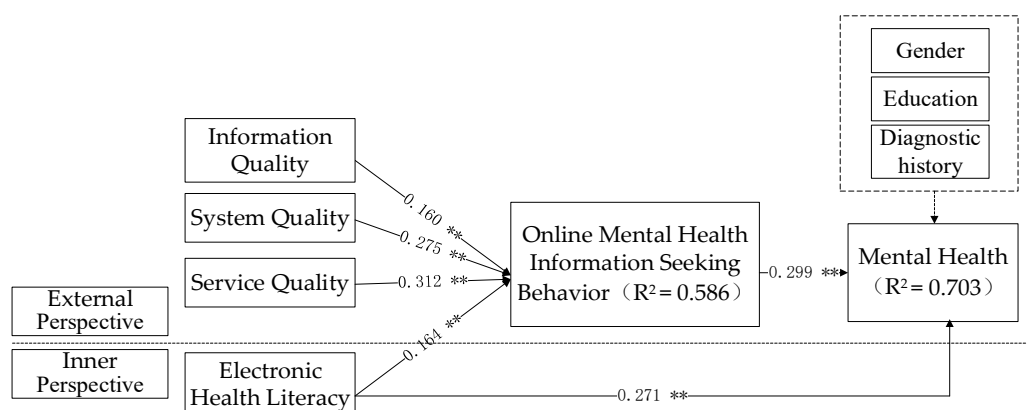 Gender
Education
Diagnostic
history
Information
Quality
System Quality
Service Quality
0.160 **
0.275 **
0.312 **
0.164 **
Online Mental Health
Information Seeking
Behavior（R²= 0.586）
0.299 **
Mental Health
（R²= 0.703）
External
Perspective
Inner
Perspective
Electronic
Health Literacy
0.271 **